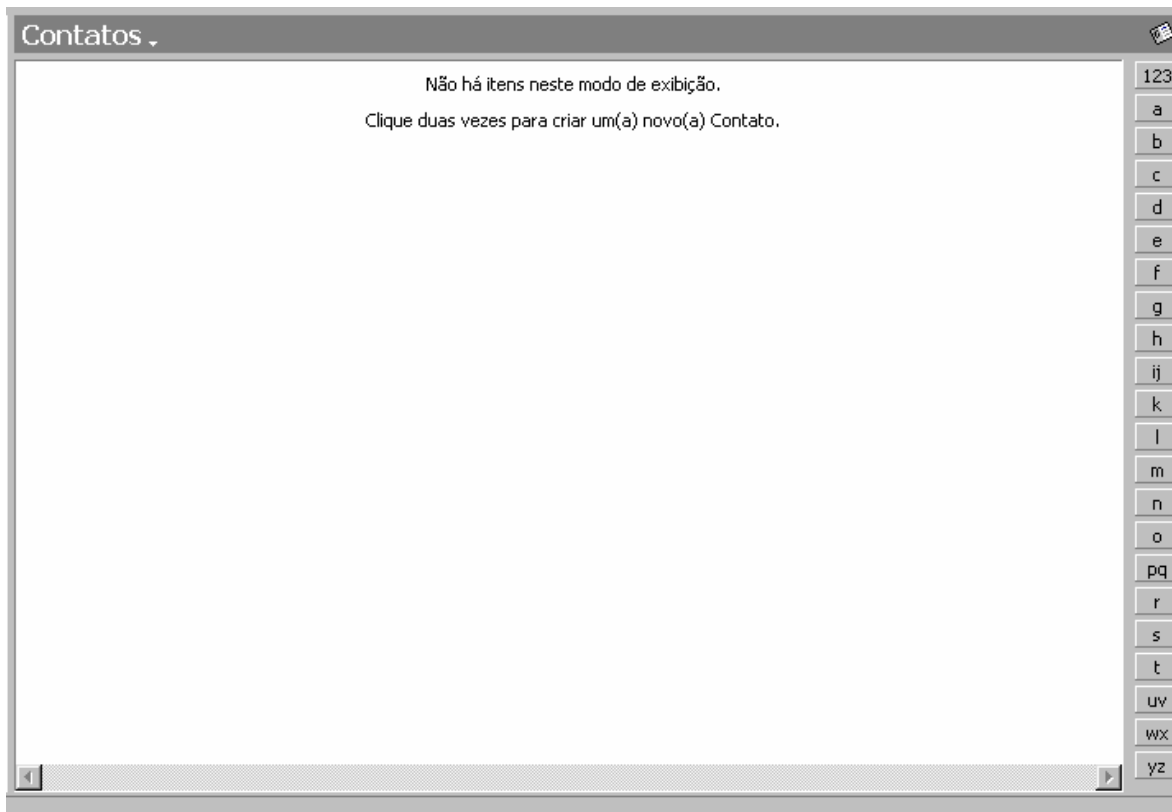 Contatos
Não há itens neste modo de exibição.
Clique duas vezes para criar um(a) novo(a) Contato.
123
a
b
c
d
e
f
g
h
ij
k
l
m
n
o
pq
r
s
t
uv
wx
yz